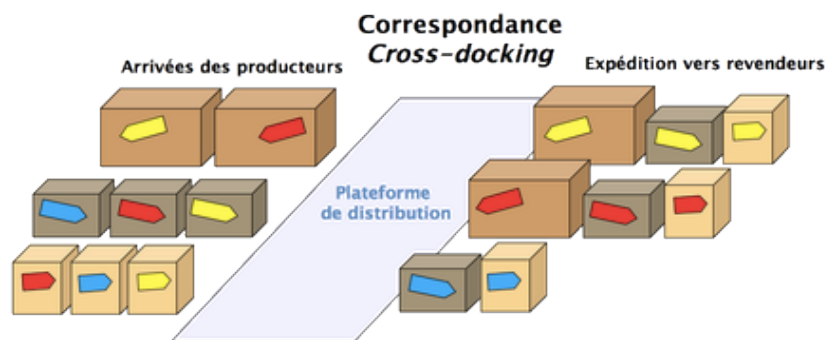 Correspondance
Cross-docking
Arrivées des producteurs
Expédition vers revendeurs
Plateforme
de distribution